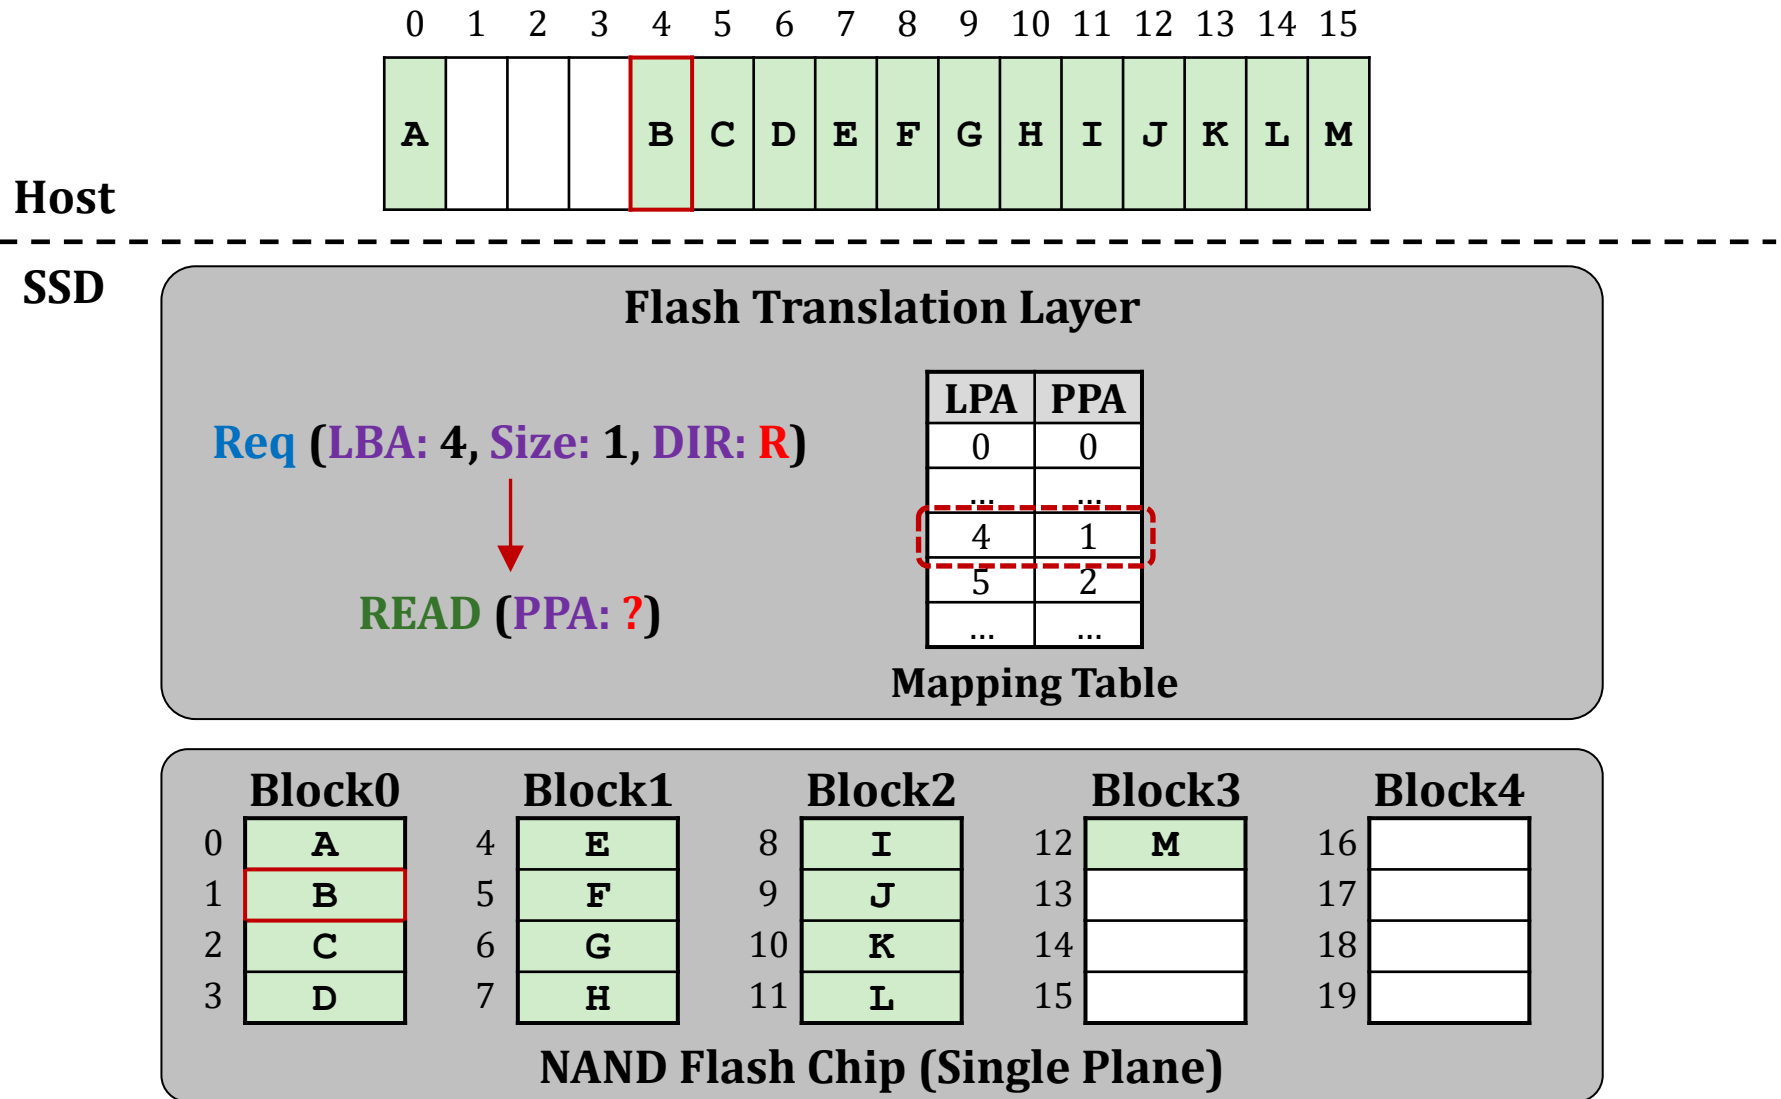 0 1 2 3 4 5 6 7 8 9 10 11 12 13 14 15
A B C D E F G H I J K L M
Host
SSD
Flash Translation Layer
Req (LBA: 4, Size: 1, DIR: R)
READ (PPA: ?)
LPA PPA
0 0
... ...
4 1
5 2
... ...
Mapping Table
Block0 Block1 Block2 Block3 Block4
0 A 4 E 8 I 12 M 16
1 B 5 F 9 J 13 17
2 C 6 G 10 K 14 18
3 D 7 H 11 L 15 19
NAND Flash Chip (Single Plane)